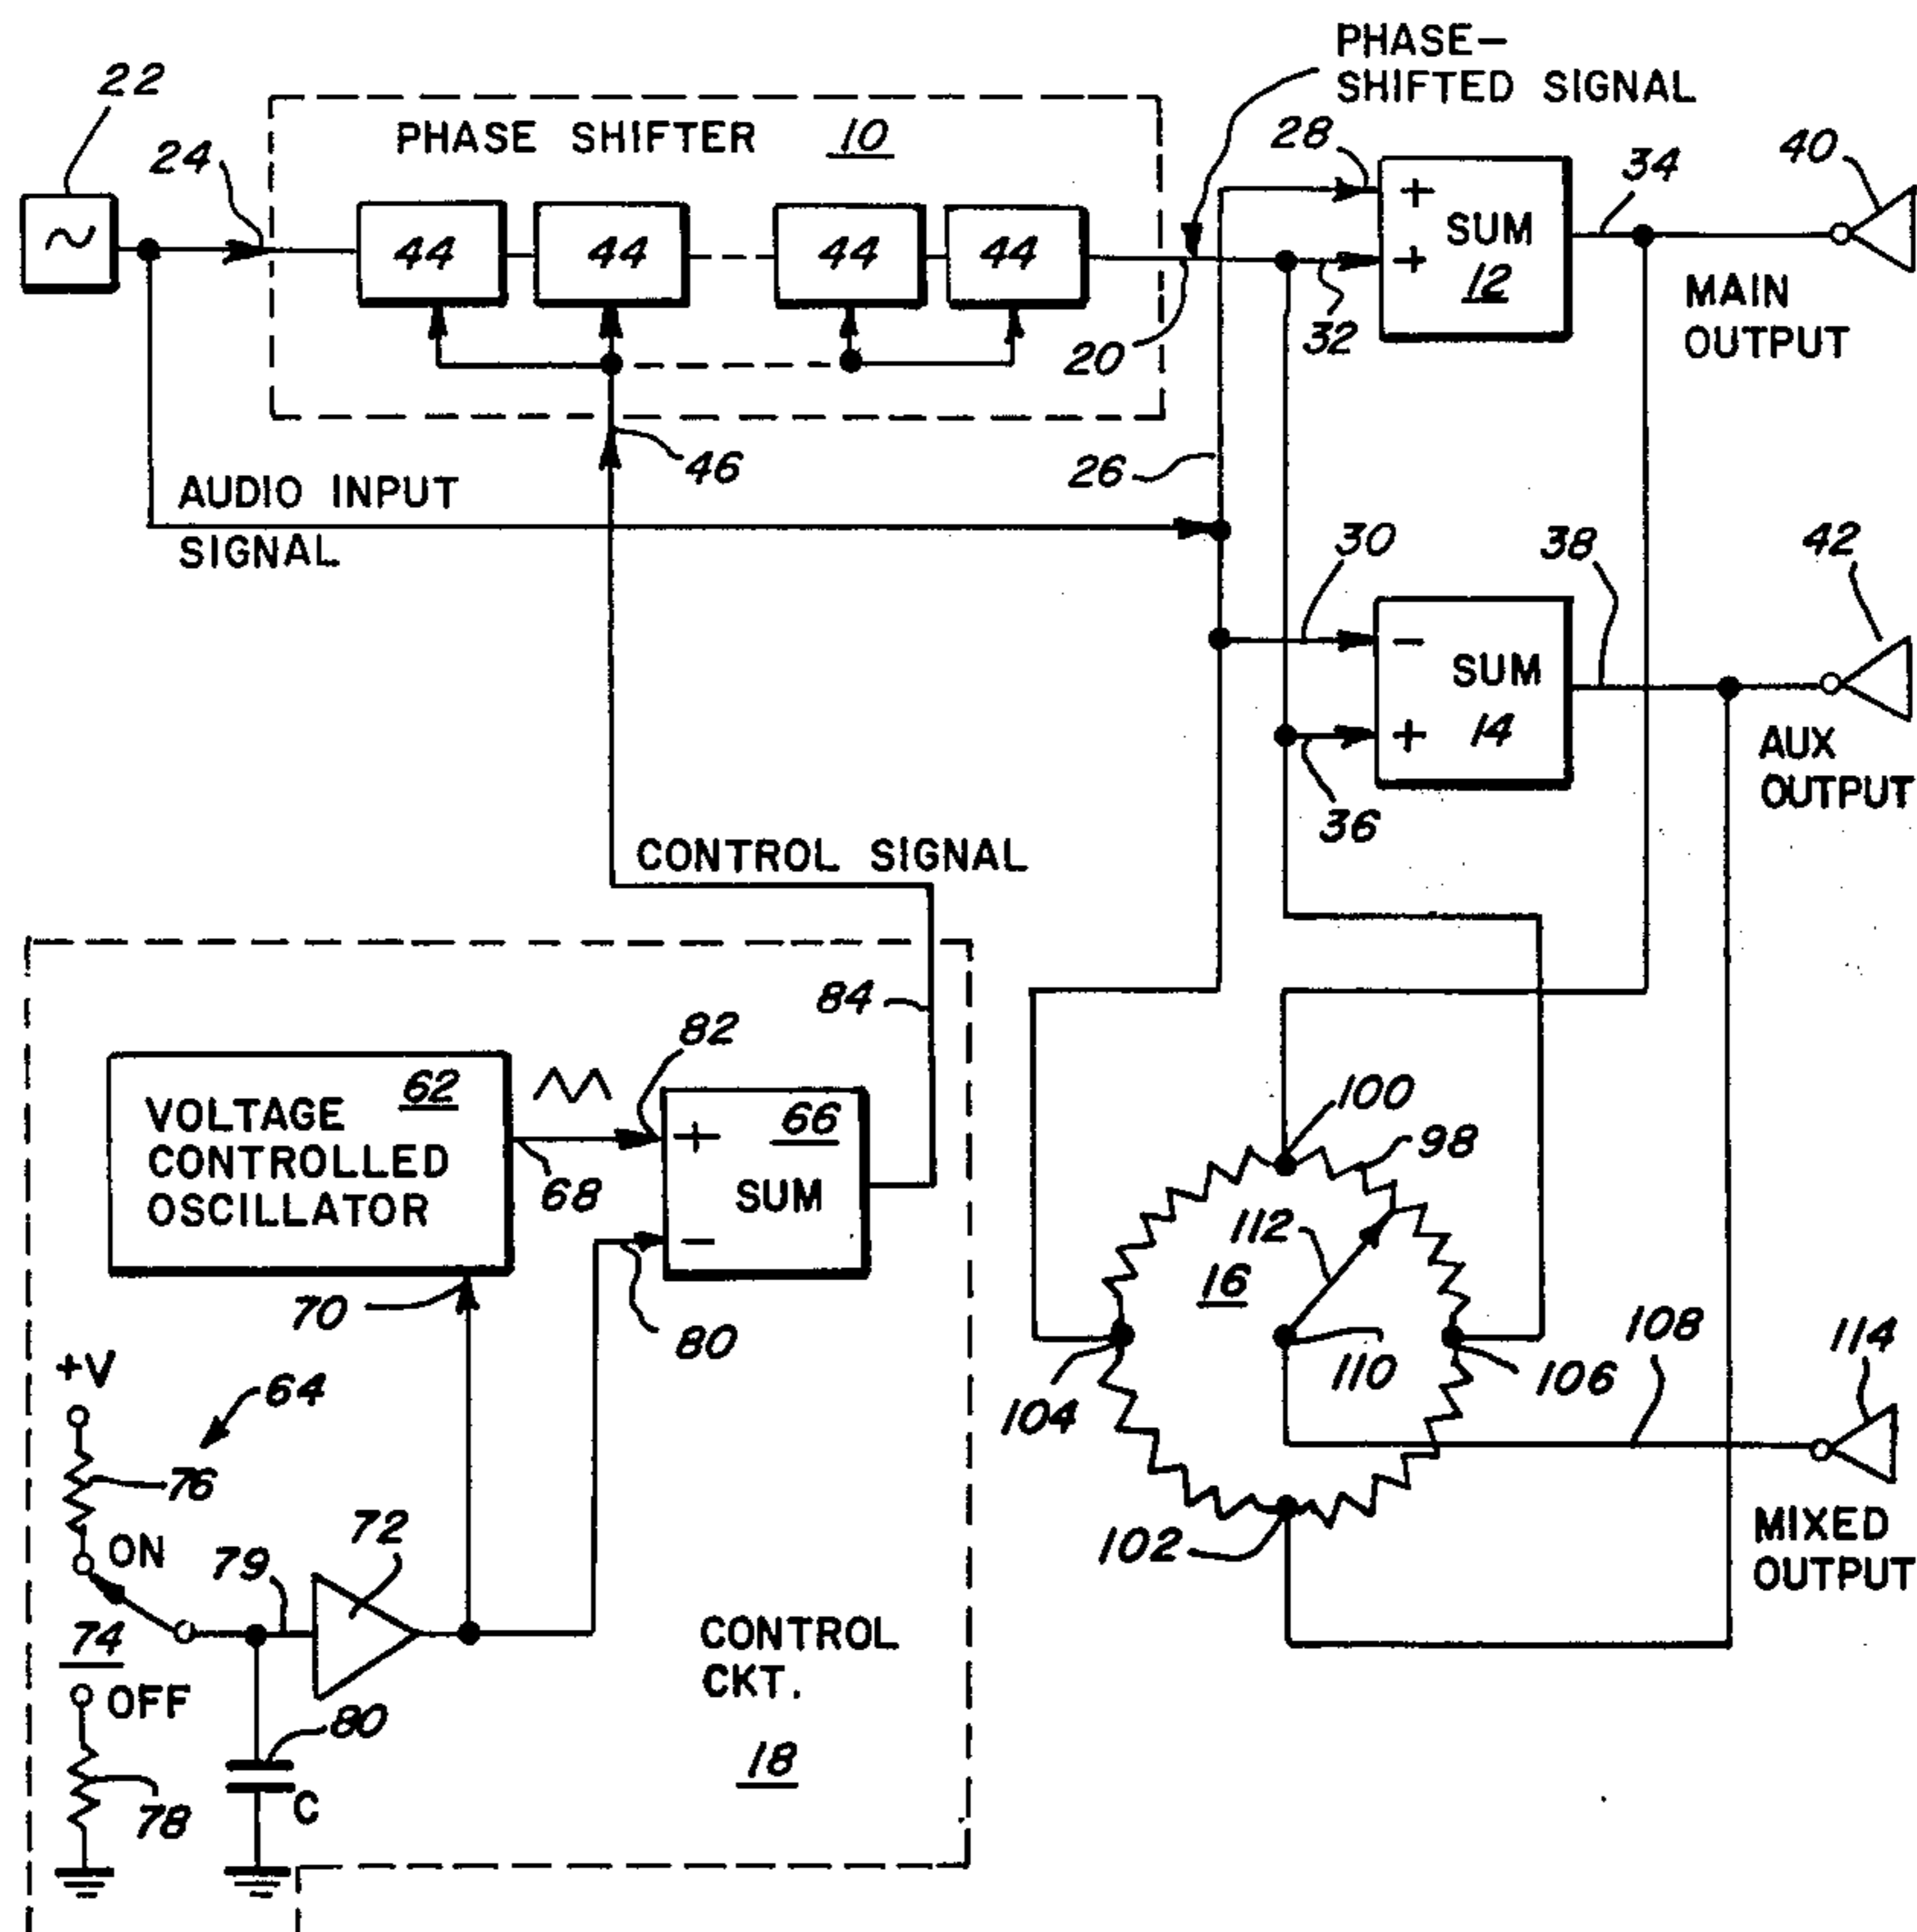 PHASE-
SHIFTED SIGNAL
22
24
PHASE SHIFTER 10
28
34
40
~
44
44
44
44
+
SUM
+
12
MAIN
OUTPUT
32
20
46
26
AUDIO INPUT
SIGNAL
30
38
42
-
SUM
+
14
AUX
OUTPUT
36
CONTROL SIGNAL
84
82
62
VOLTAGE
CONTROLLED
OSCILLATOR
68
+
66
SUM
-
70
80
100
98
112
16
110
104
106
108
114
102
MIXED
OUTPUT
+V
64
76
ON
79
72
74
OFF
80
C
78
CONTROL
CKT.
18